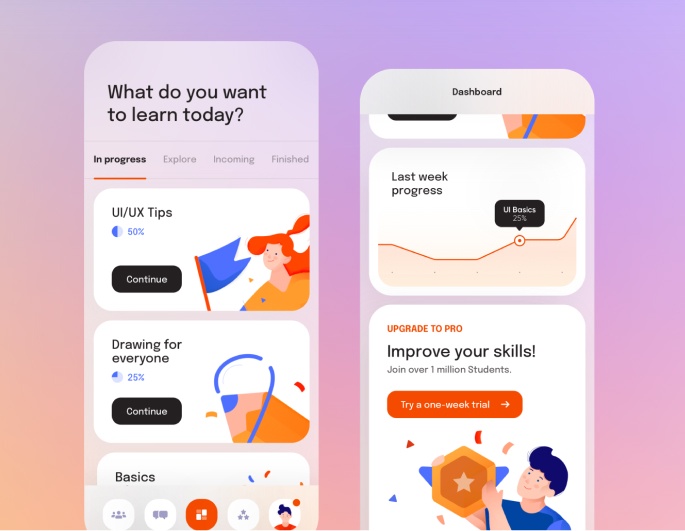 What do you want
to learn today?
In progress
Explore
Incoming
Finished
UI/UX Tips
50%
Continue
Drawing for
everyone
25%
Continue
Basics
Dashboard
Last week
progress
UI Basics
25%
UPGRADE TO PRO
Improve your skills!
Join over 1 million Students.
Try a one-week trial